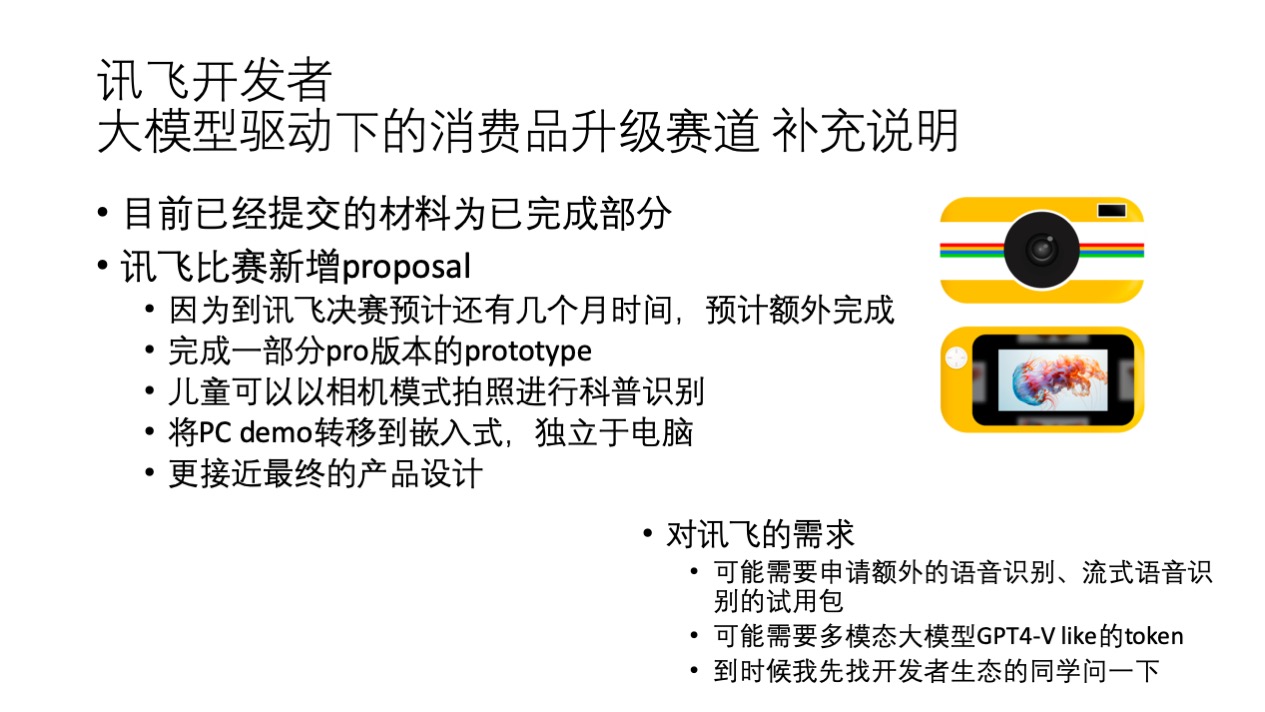 讯飞开发者
大模型驱动下的消费品升级赛道 补充说明
• 目前已经提交的材料为已完成部分
• 讯飞比赛新增proposal
• 因为到讯飞决赛预计还有几个月时间，预计额外完成
• 完成一部分pro版本的prototype
• 儿童可以以相机模式拍照进行科普识别
• 将PC demo转移到嵌入式，独立于电脑
• 更接近最终的产品设计
• 对讯飞的需求
• 可能需要申请额外的语音识别、流式语音识
别的试用包
• 可能需要多模态大模型GPT4-V like的token
• 到时候我先找开发者生态的同学问一下